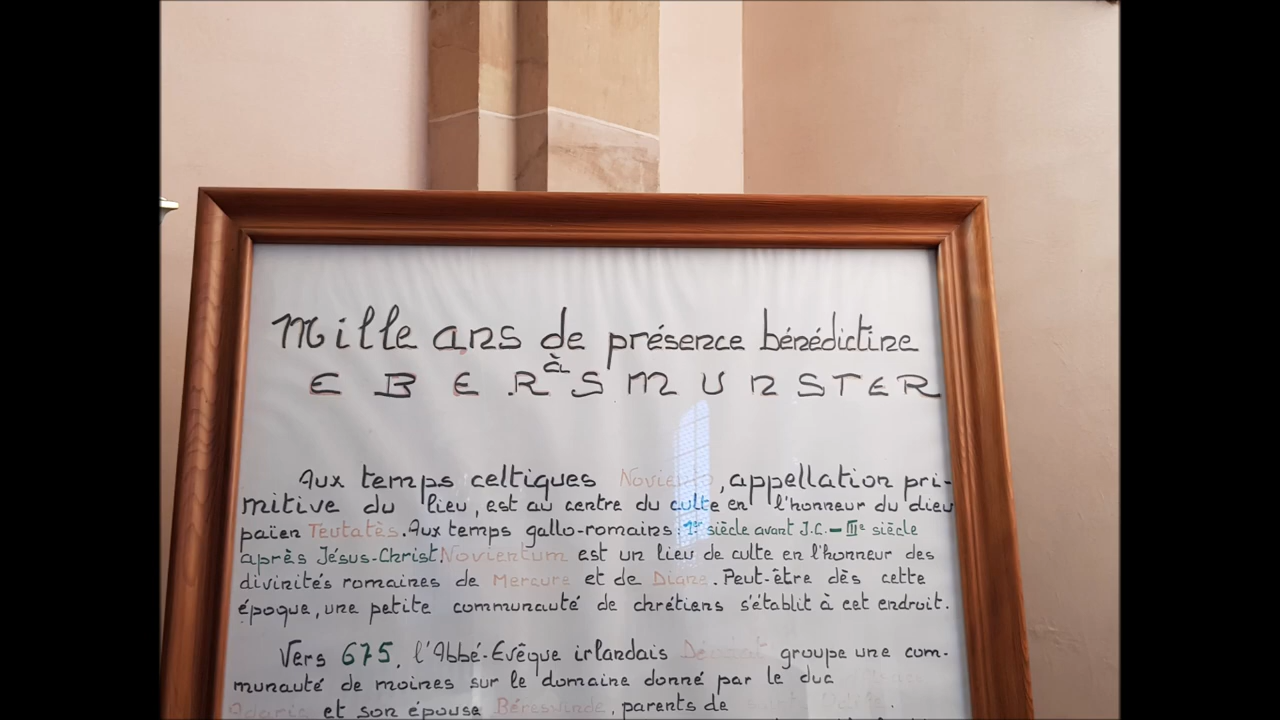 Mille ans de présence bénédictine
à
EBERSMUNSTER
Aux temps celtiques Noviento, appellation pri-
mitive du lieu, est au centre du culte en l'honneur du dieu
païen Teutatès. Aux temps gallo-romains: 1er siècle avant J.C. - IIIe siècle
après Jésus-Christ. Novientum est un lieu de culte en l'honneur des
divinités romaines de Mercure et de Diane. Peut-être dès cette
époque, une petite communauté de chrétiens s'établit à cet endroit.
Vers 675, l'Abbé-Evêque irlandais Déodat groupe une com-
munauté de moines sur le domaine donné par le duc
et son épouse Béreswinde, parents de